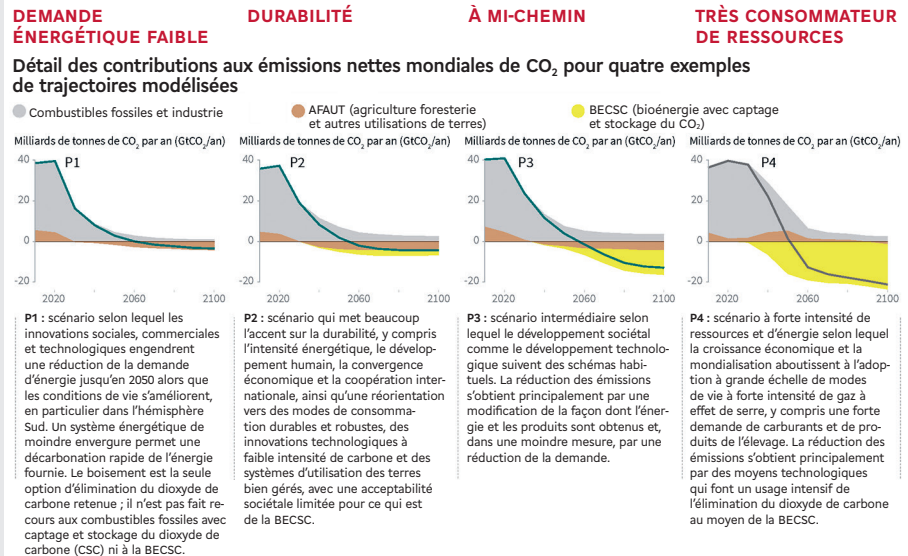 DEMANDE
ÉNERGÉTIQUE FAIBLE
DURABILITÉ
À MI-CHEMIN
TRÈS CONSOMMATEUR
DE RESSOURCES
Détail des contributions aux émissions nettes mondiales de CO₂ pour quatre exemples
de trajectoires modélisées
Combustibles fossiles et industrie
AFAUT (agriculture foresterie
et autres utilisations de terres)
BECSC (bioénergie avec captage
et stockage du CO₂)
Milliards de tonnes de CO₂ par an (GtCO₂/an)
P1
40
20
0
-20
2020
2060
2100
P1 : scénario selon lequel les
innovations sociales, commerciales
et technologiques engendrent
une réduction de la demande
d'énergie jusqu'en 2050 alors que
les conditions de vie s'améliorent,
en particulier dans l'hémisphère
Sud. Un système énergétique de
moindre envergure permet une
décarbonation rapide de l'énergie
fournie. Le boisement est la seule
option d'élimination du dioxyde de
carbone retenue ; il n'est pas fait re-
cours aux combustibles fossiles avec
captage et stockage du dioxyde de
carbone (CSC) ni à la BECSC.
Milliards de tonnes de CO₂ par an (GtCO₂/an)
P2
40
20
0
-20
2020
2060
2100
P2 : scénario qui met beaucoup
l'accent sur la durabilité, y compris
l'intensité énergétique, le dévelop-
pement humain, la convergence
économique et la coopération inter-
nationale, ainsi qu'une réorientation
vers des modes de consomma-
tion durables et robustes, des
innovations technologiques à
faible intensité de carbone et des
systèmes d'utilisation des terres
bien gérés, avec une acceptabilité
sociétale limitée pour ce qui est
de la BECSC.
Milliards de tonnes de CO₂ par an (GtCO₂/an)
P3
40
20
0
-20
2020
2060
2100
P3 : scénario intermédiaire selon
lequel le développement sociétal
comme le développement technolo-
gique suivent des schémas habi-
tuels. La réduction des émissions
s'obtient principalement par une
modification de la façon dont l'éner-
gie et les produits sont obtenus et,
dans une moindre mesure, par une
réduction de la demande.
Milliards de tonnes de CO₂ par an (GtCO₂/an)
P4
40
20
0
-20
2020
2060
2100
P4 : scénario à forte intensité de
ressources et d'énergie selon lequel
la croissance économique et la
mondialisation aboutissent à l'adop-
tion à grande échelle de modes
de vie à forte intensité de gaz à
effet de serre, y compris une forte
demande de carburants et de pro-
duits de l'élevage. La réduction des
émissions s'obtient principalement
par des moyens technologiques
qui font un usage intensif de
l'élimination du dioxyde de carbone
au moyen de la BECSC.